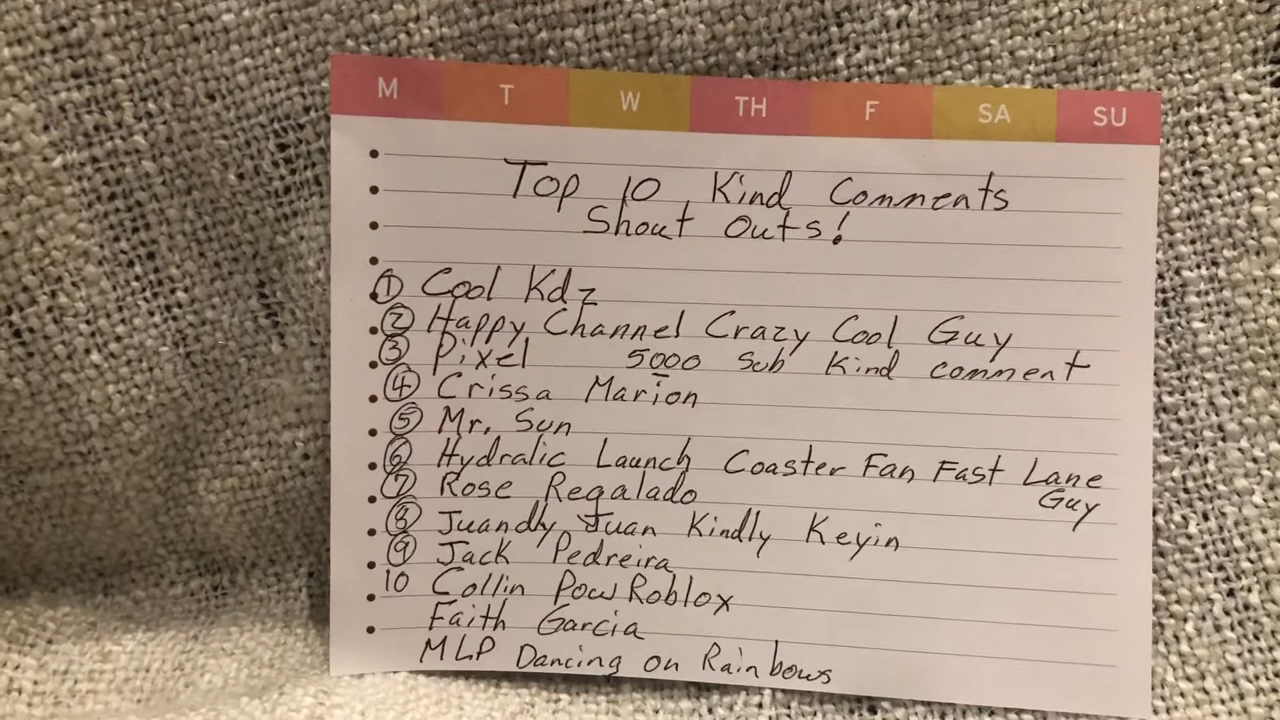 M T W TH F SA SU
Top 10 Kind Comments
Shout Outs!
① Cool Kdz
② Happy Channel Crazy Cool Guy
③ Pixel 5000 Sub Kind comment
④ Crissa Marion
⑤ Mr. Sun
⑥ Hydralic Launch Coaster Fan Fast Lane
Guy
⑦ Rose Regalado
⑧ Juandly Juan Kindly Keyin
⑨ Jack Pedreira
10 Collin Pow Roblox
Faith Garcia
MLP Dancing on Rainbows